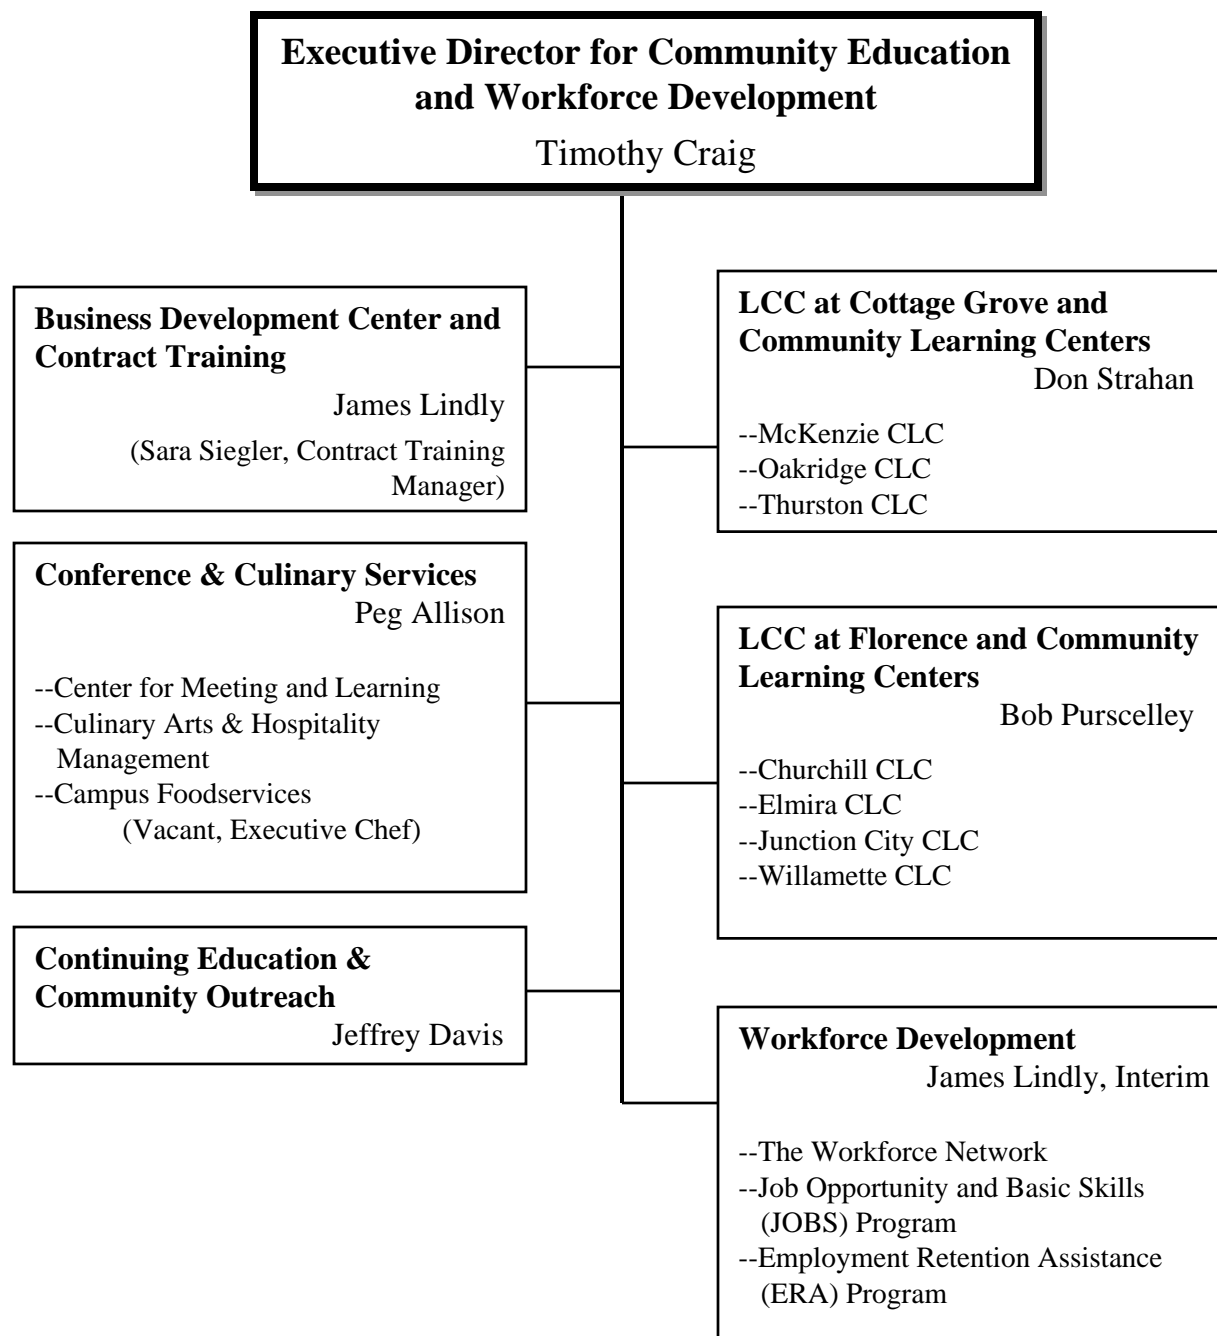 Executive Director for Community Education
and Workforce Development
Timothy Craig
Business Development Center and
Contract Training
James Lindly
(Sara Siegler, Contract Training
Manager)
Conference & Culinary Services
Peg Allison
--Center for Meeting and Learning
--Culinary Arts & Hospitality
Management
--Campus Foodservices
(Vacant, Executive Chef)
Continuing Education &
Community Outreach
Jeffrey Davis
LCC at Cottage Grove and
Community Learning Centers
Don Strahan
--McKenzie CLC
--Oakridge CLC
--Thurston CLC
LCC at Florence and Community
Learning Centers
Bob Purscelley
--Churchill CLC
--Elmira CLC
--Junction City CLC
--Willamette CLC
Workforce Development
James Lindly, Interim
--The Workforce Network
--Job Opportunity and Basic Skills
(JOBS) Program
--Employment Retention Assistance
(ERA) Program